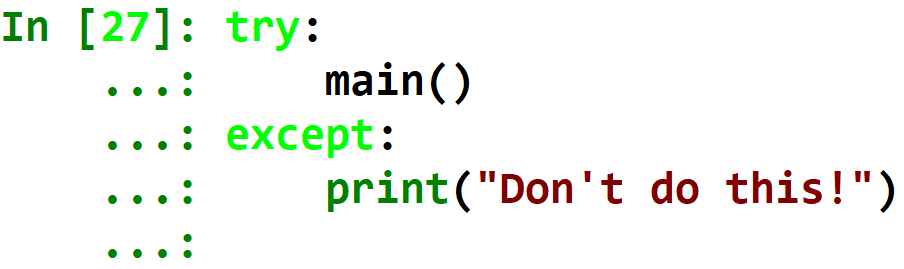 In [27]: try:
    ...:     main()
    ...: except:
    ...:     print("Don't do this!")
    ...: